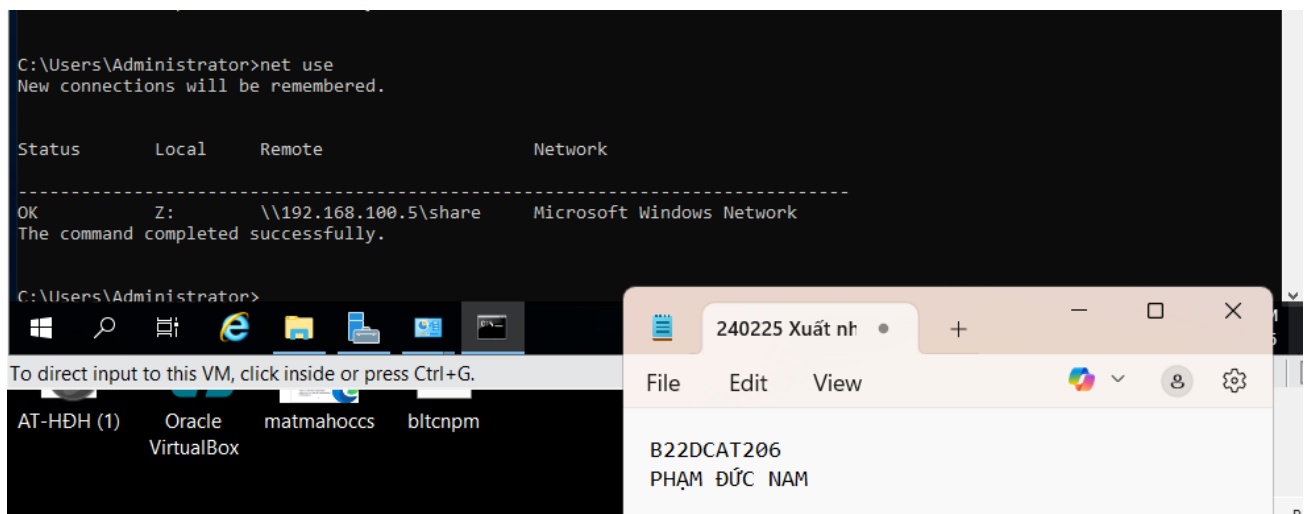 C:\Users\Administrator>net use
New connections will be remembered.
Status Local Remote Network
-------------------------------------------------------------------------------
OK Z: \\192.168.100.5\share Microsoft Windows Network
The command completed successfully.
C:\Users\Administrator>
To direct input to this VM, click inside or press Ctrl+G.
AT-HĐH (1) Oracle VirtualBox matmahoccs bltcnpm
240225 Xuất nh
File Edit View
B22DCAT206
PHẠM ĐỨC NAM